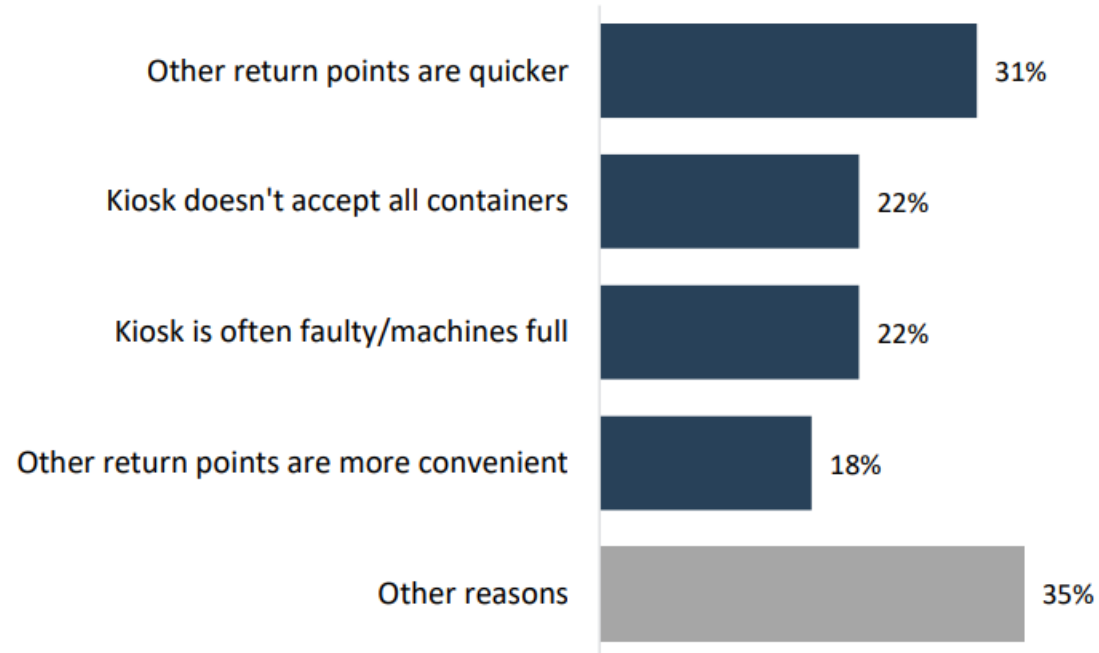 Other return points are quicker 31%
Kiosk doesn't accept all containers 22%
Kiosk is often faulty/machines full 22%
Other return points are more convenient 18%
Other reasons 35%